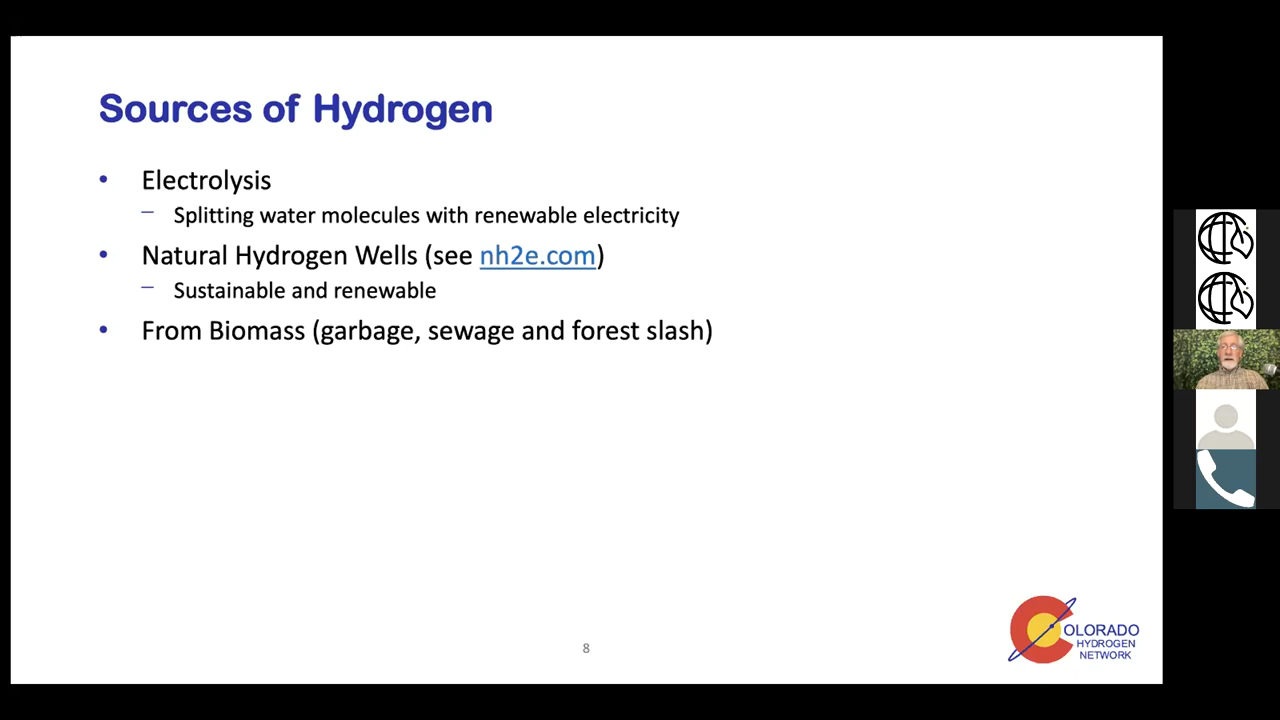 Sources of Hydrogen
• Electrolysis
– Splitting water molecules with renewable electricity
• Natural Hydrogen Wells (see nh2e.com)
– Sustainable and renewable
• From Biomass (garbage, sewage and forest slash)
8
COLORADO
HYDROGEN
NETWORK